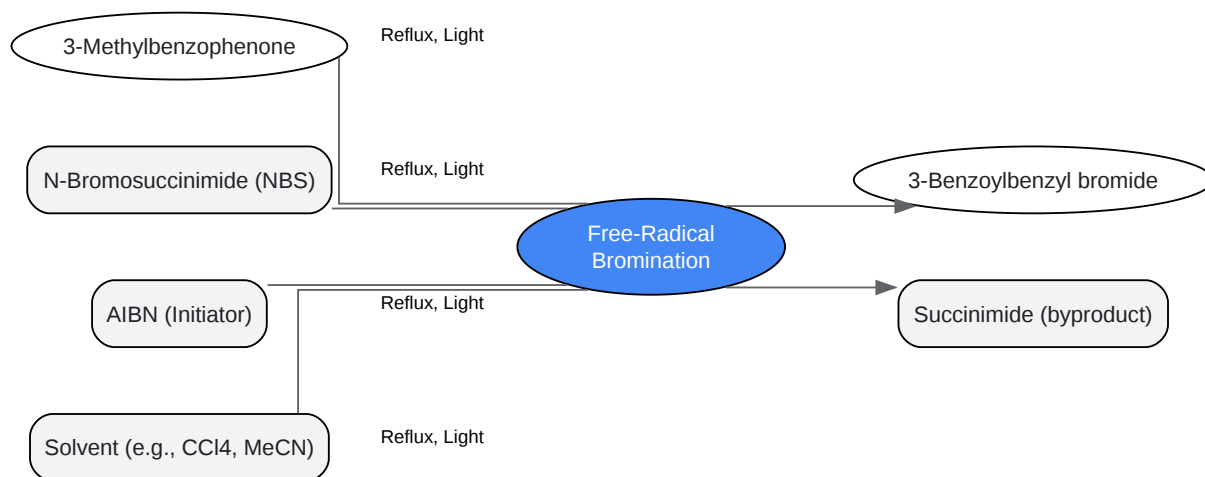 3-Methylbenzophenone
Reflux, Light
N-Bromosuccinimide (NBS)
Reflux, Light
3-Benzoylbenzyl bromide
Free-Radical
Bromination
AIBN (Initiator)
Reflux, Light
Succinimide (byproduct)
Solvent (e.g., CCl4, MeCN)
Reflux, Light